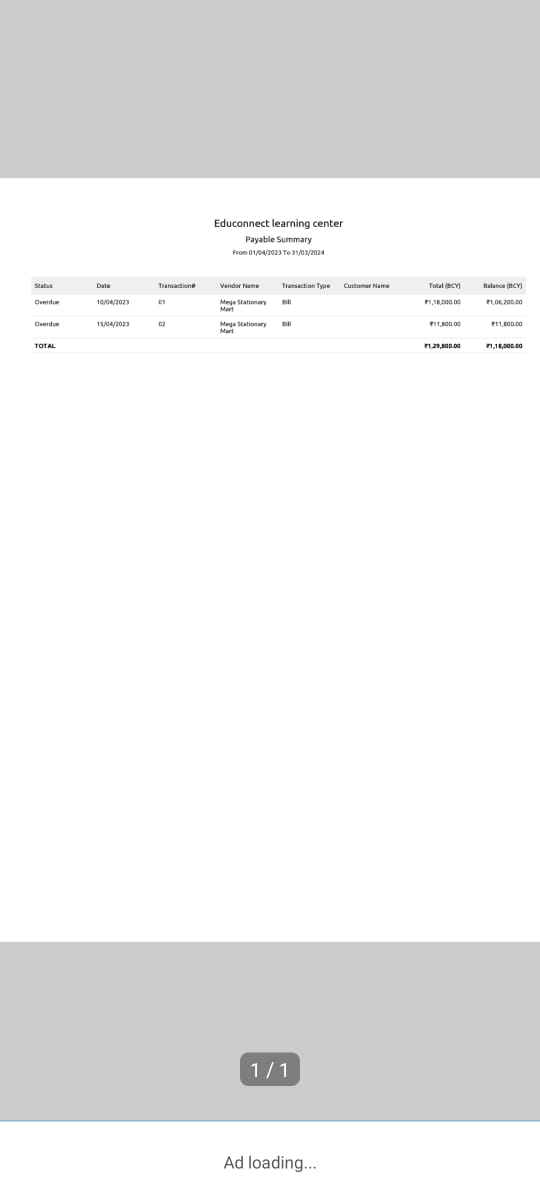 Educonnect learning center
Payable Summary
From 01/04/2023 To 31/03/2024
Status Date Transaction# Vendor Name Transaction Type Customer Name Total (BCY) Balance (BCY)
Overdue 10/04/2023 01 Mega Stationary Mart Bill ₹1,18,000.00 ₹1,06,200.00
Overdue 15/04/2023 02 Mega Stationary Mart Bill ₹11,800.00 ₹11,800.00
TOTAL ₹1,29,800.00 ₹1,18,000.00
1 / 1
Ad loading...